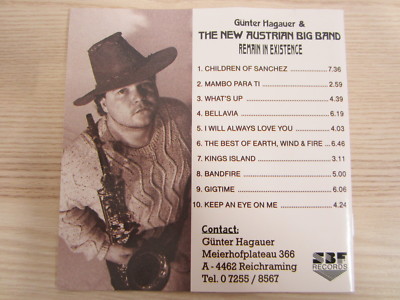 Günter Hagauer &
THE NEW AUSTRIAN BIG BAND
REMAIN IN EXISTENCE
1. CHILDREN OF SANCHEZ ................ 7:36
2. MAMBO PARA TI ........................... 2.59
3. WHAT'S UP .................................... 4.39
4. BELLAVIA ....................................... 6.19
5. I WILL ALWAYS LOVE YOU ............. 4.03
6. THE BEST OF EARTH, WIND & FIRE ... 6.46
7. KINGS ISLAND ............................... 3.11
8. BANDFIRE ..................................... 5.00
9. GIGTIME ........................................ 6.06
10. KEEP AN EYE ON ME .................... 4.24
Contact:
Günter Hagauer
Meierhofplateau 366
A - 4462 Reichraming
Tel. 0 7255 / 8567
SBF
RECORDS